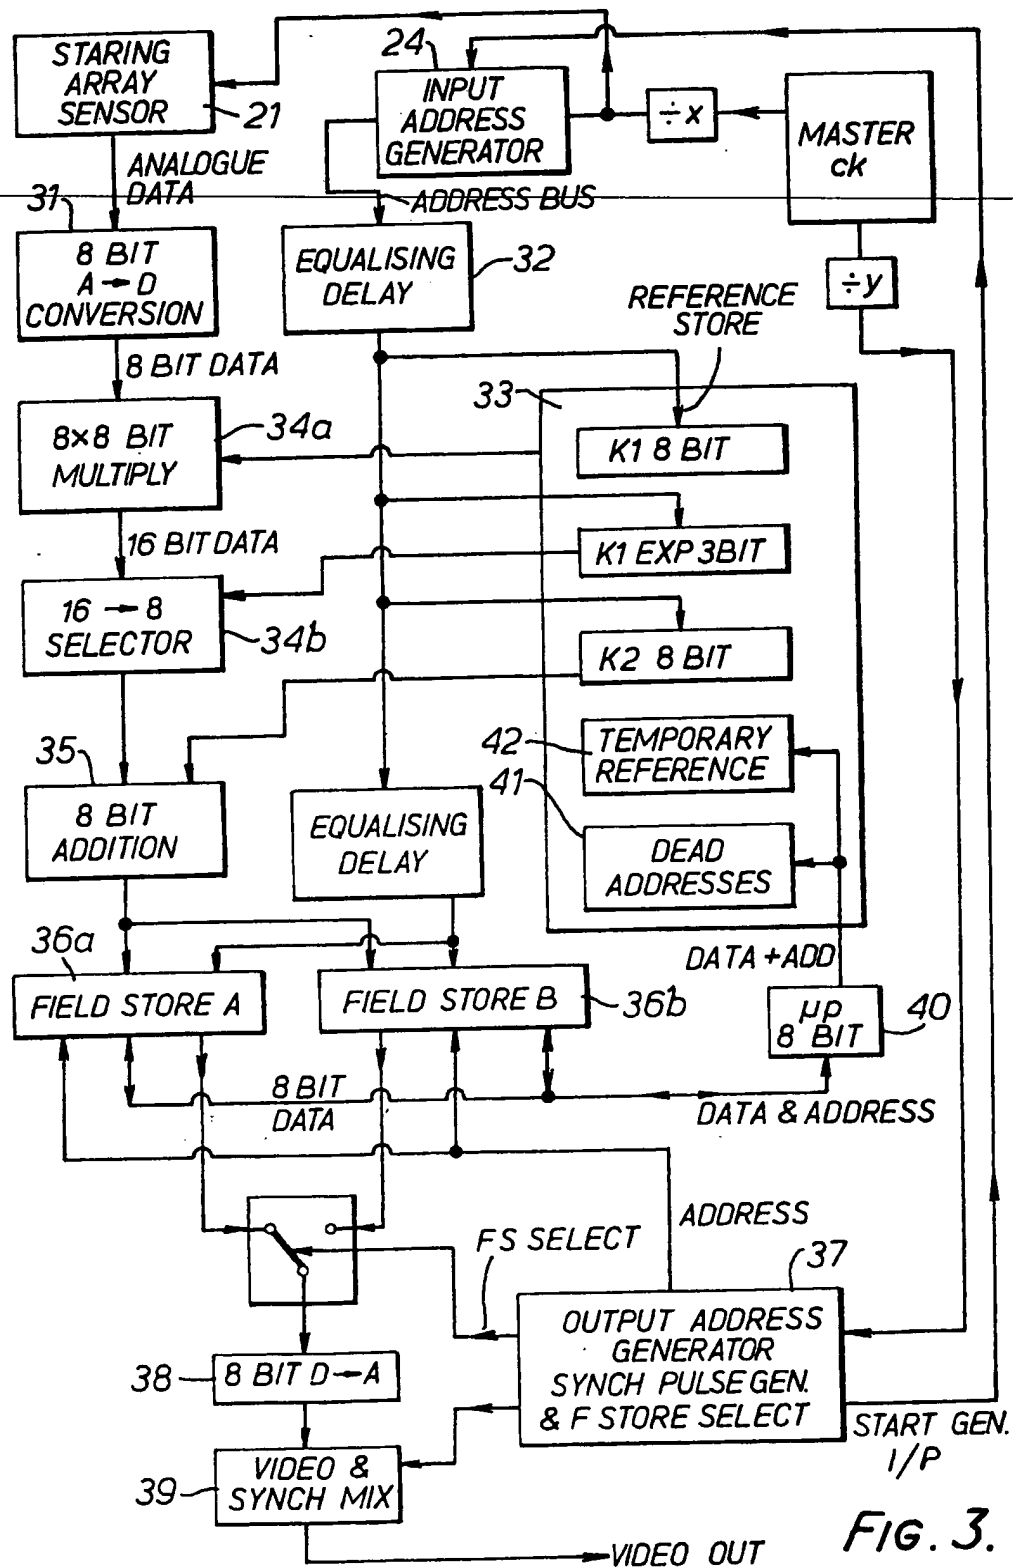 STARING
ARRAY
SENSOR
21
24
INPUT
ADDRESS
GENERATOR
÷x
MASTER
ck
ANALOGUE
DATA
ADDRESS BUS
31
8 BIT
A → D
CONVERSION
EQUALISING
DELAY
32
÷y
REFERENCE
STORE
8 BIT DATA
33
8×8 BIT
MULTIPLY
34a
K1 8 BIT
16 BIT DATA
K1 EXP 3BIT
16 → 8
SELECTOR
34b
K2 8 BIT
35
42
TEMPORARY
REFERENCE
41
8 BIT
ADDITION
EQUALISING
DELAY
DEAD
ADDRESSES
36a
DATA + ADD
FIELD STORE A
FIELD STORE B
36b
µp
8 BIT
40
8 BIT
DATA
DATA & ADDRESS
ADDRESS
FS SELECT
37
OUTPUT ADDRESS
GENERATOR
SYNCH PULSE GEN.
& F STORE SELECT
38
8 BIT D → A
START GEN.
I/P
39
VIDEO &
SYNCH MIX
VIDEO OUT
FIG. 3.